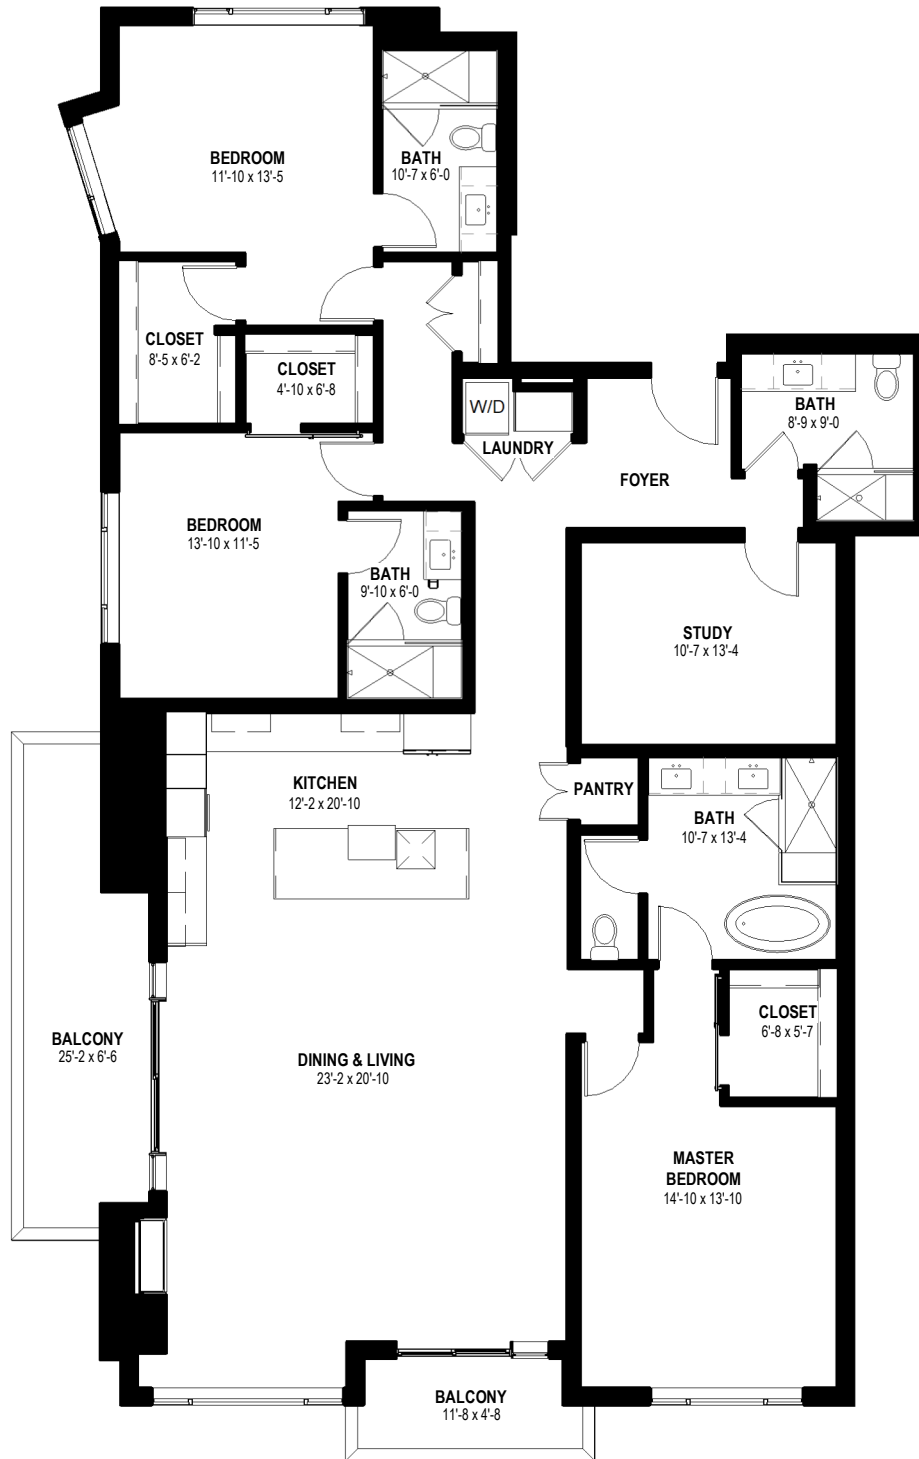 BEDROOM
11'-10 x 13'-5
BATH
10'-7 x 6'-0
CLOSET
8'-5 x 6'-2
CLOSET
4'-10 x 6'-8
W/D
LAUNDRY
BATH
8'-9 x 9'-0
FOYER
BEDROOM
13'-10 x 11'-5
BATH
9'-10 x 6'-0
STUDY
10'-7 x 13'-4
KITCHEN
12'-2 x 20'-10
PANTRY
BATH
10'-7 x 13'-4
BALCONY
25'-2 x 6'-6
DINING & LIVING
23'-2 x 20'-10
CLOSET
6'-8 x 5'-7
MASTER
BEDROOM
14'-10 x 13'-10
BALCONY
11'-8 x 4'-8